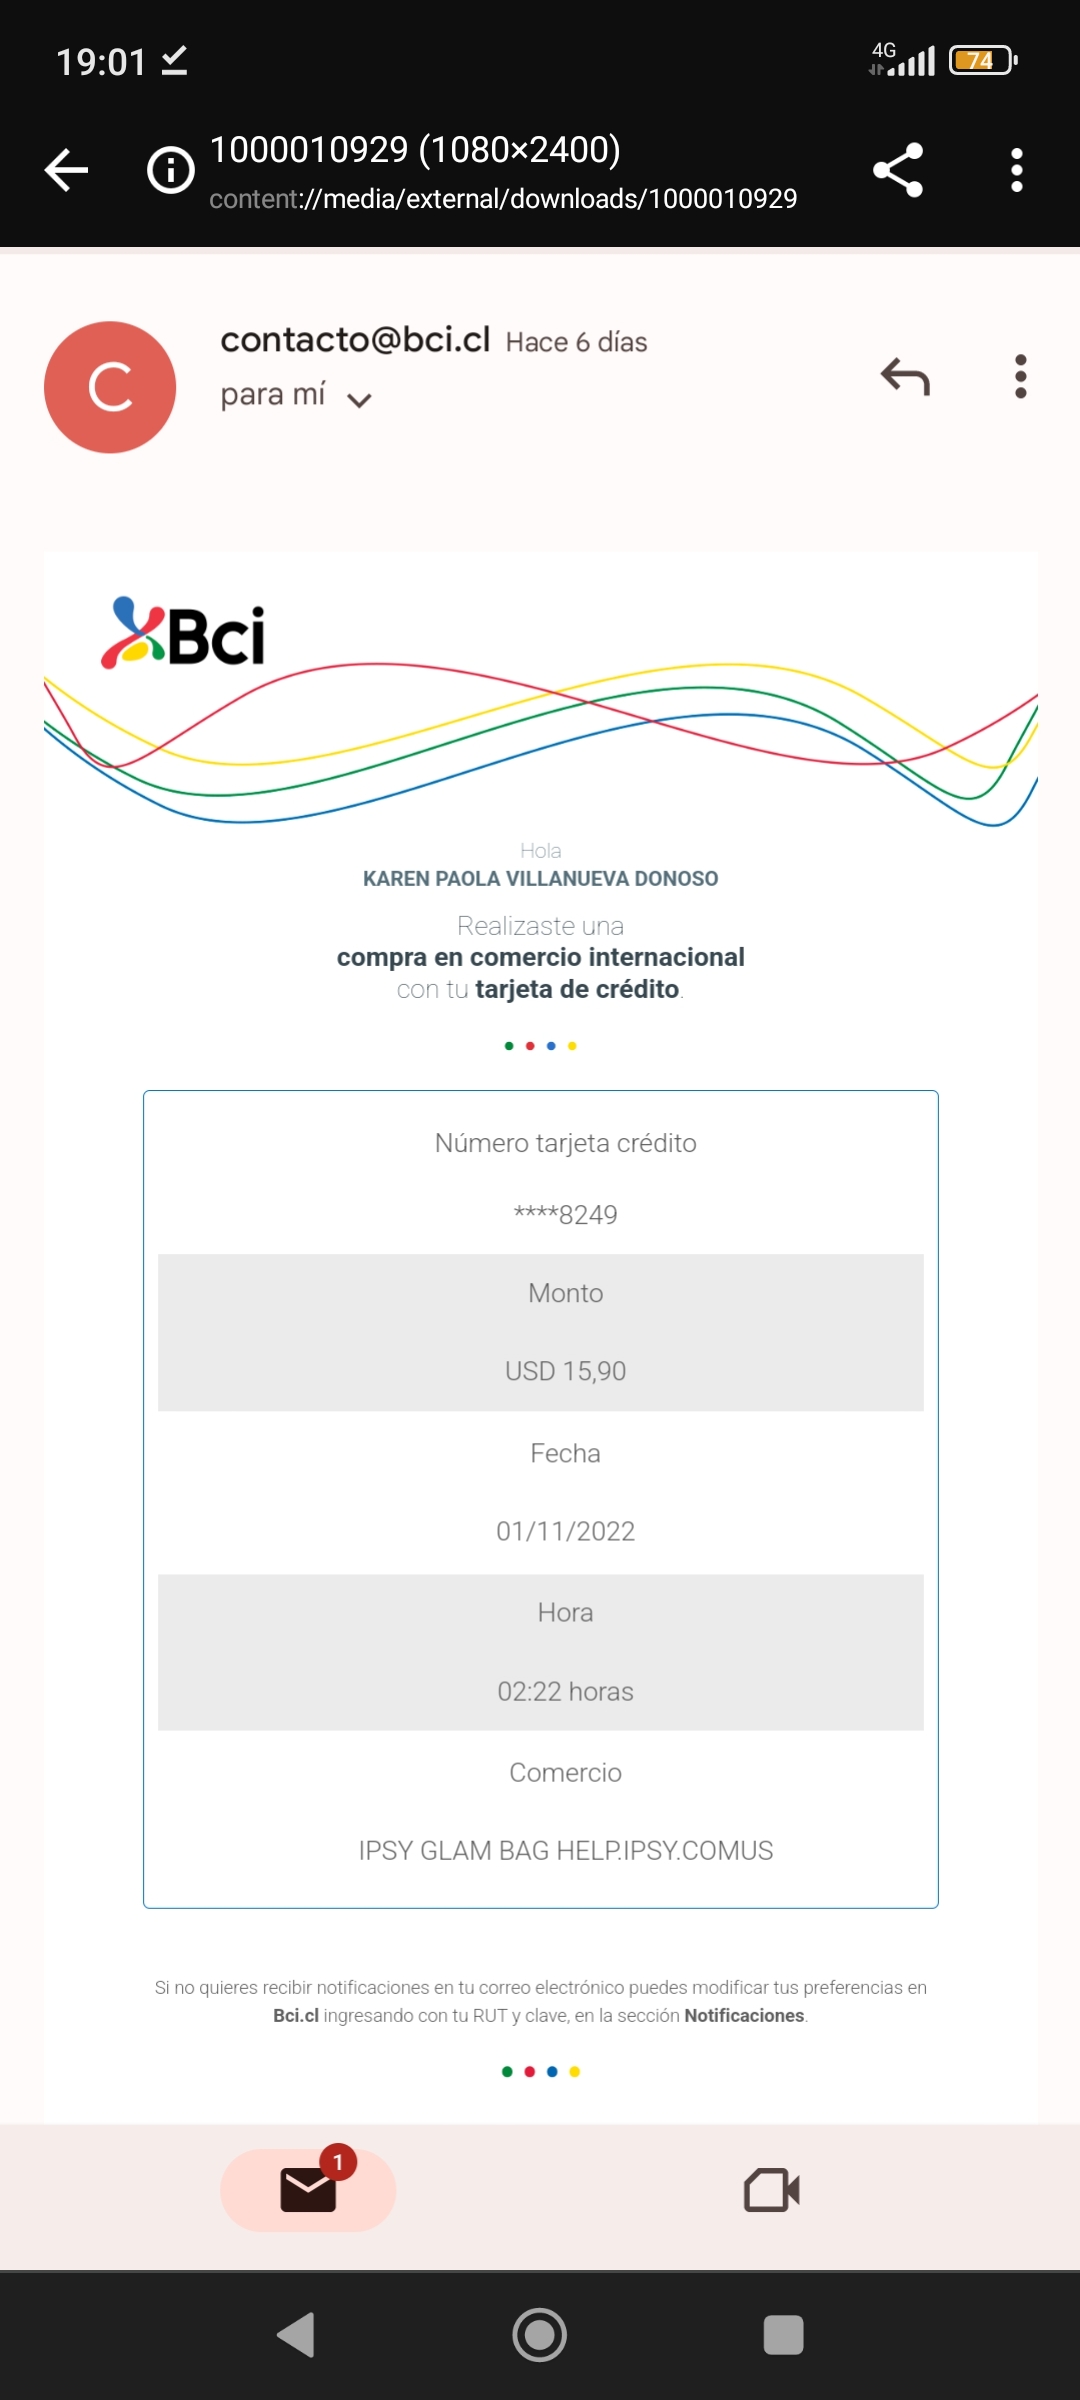 19:01
4G
74
1000010929 (1080×2400)
content://media/external/downloads/1000010929
C
contacto@bci.cl Hace 6 días
para mí
Bci
Hola
KAREN PAOLA VILLANUEVA DONOSO
Realizaste una
compra en comercio internacional
con tu tarjeta de crédito.
Número tarjeta crédito
****8249
Monto
USD 15,90
Fecha
01/11/2022
Hora
02:22 horas
Comercio
IPSY GLAM BAG HELP.IPSY.COMUS
Si no quieres recibir notificaciones en tu correo electrónico puedes modificar tus preferencias en
Bci.cl ingresando con tu RUT y clave, en la sección Notificaciones.
1